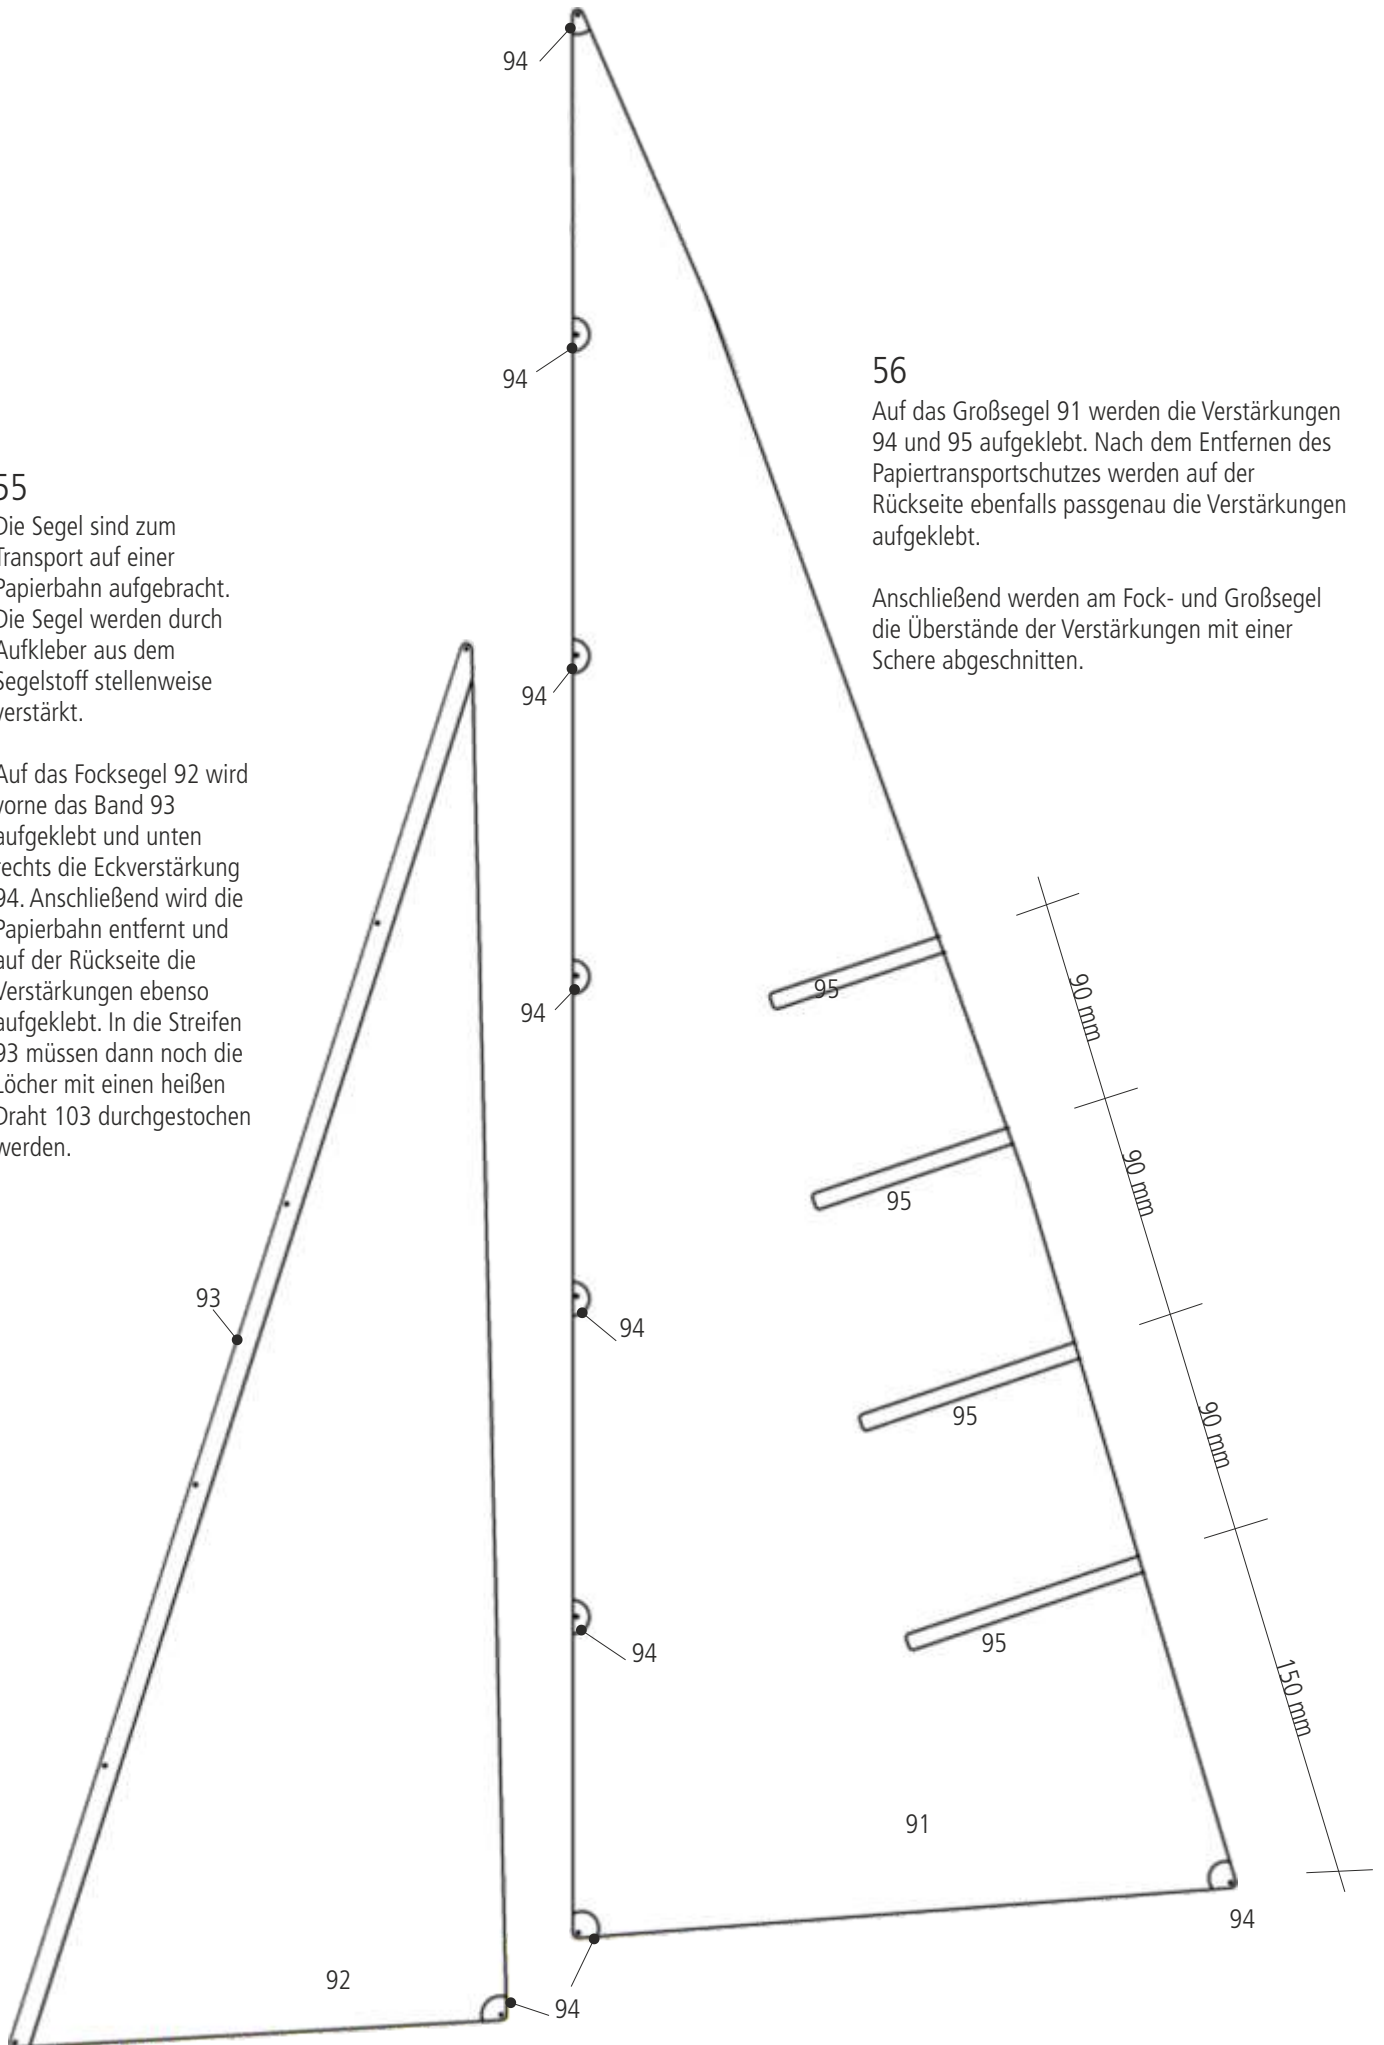 94
94
56
Auf das Großsegel 91 werden die Verstärkungen
94 und 95 aufgeklebt. Nach dem Entfernen des
Papiertransportschutzes werden auf der
Rückseite ebenfalls passgenau die Verstärkungen
aufgeklebt.
Anschließend werden am Fock- und Großsegel
die Überstände der Verstärkungen mit einer
Schere abgeschnitten.
55
Die Segel sind zum
Transport auf einer
Papierbahn aufgebracht.
Die Segel werden durch
Aufkleber aus dem
Segelstoff stellenweise
verstärkt.
Auf das Focksegel 92 wird
vorne das Band 93
aufgeklebt und unten
rechts die Eckverstärkung
94. Anschließend wird die
Papierbahn entfernt und
auf der Rückseite die
Verstärkungen ebenso
aufgeklebt. In die Streifen
93 müssen dann noch die
Löcher mit einen heißen
Draht 103 durchgestochen
werden.
94
94
95
90 mm
90 mm
95
93
94
95
90 mm
95
94
150 mm
91
94
92
94